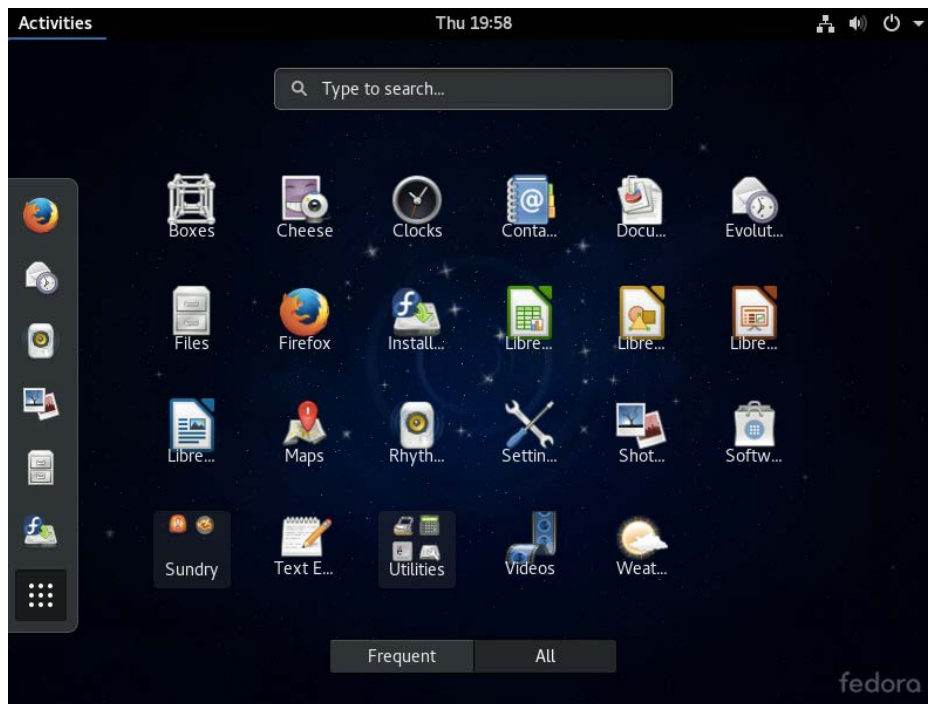 Activities Thu 19:58
Type to search...
Boxes Cheese Clocks Conta... Docu... Evolut...
Files Firefox Install... Libre... Libre... Libre...
Libre... Maps Rhyth... Settin... Shot... Softw...
Sundry Text E... Utilities Videos Weat...
Frequent All
fedora